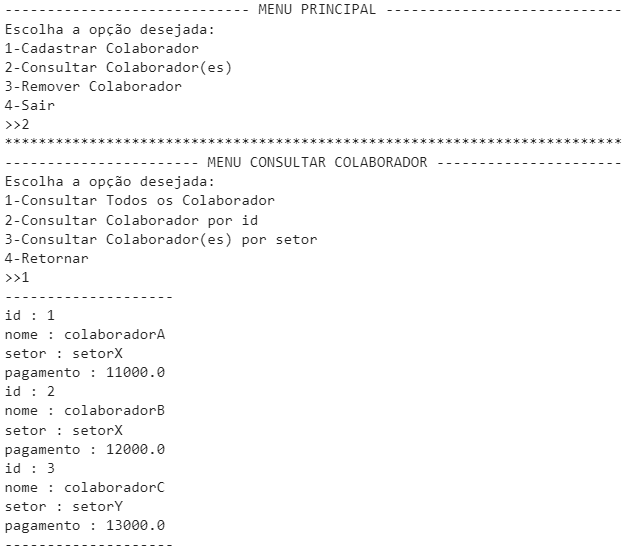 ----------------------------- MENU PRINCIPAL ----------------------------
Escolha a opção desejada:
1-Cadastrar Colaborador
2-Consultar Colaborador(es)
3-Remover Colaborador
4-Sair
>>2
*************************************************************************
----------------------- MENU CONSULTAR COLABORADOR ----------------------
Escolha a opção desejada:
1-Consultar Todos os Colaborador
2-Consultar Colaborador por id
3-Consultar Colaborador(es) por setor
4-Retornar
>>1
--------------------
id : 1
nome : colaboradorA
setor : setorX
pagamento : 11000.0
id : 2
nome : colaboradorB
setor : setorX
pagamento : 12000.0
id : 3
nome : colaboradorC
setor : setorY
pagamento : 13000.0
--------------------